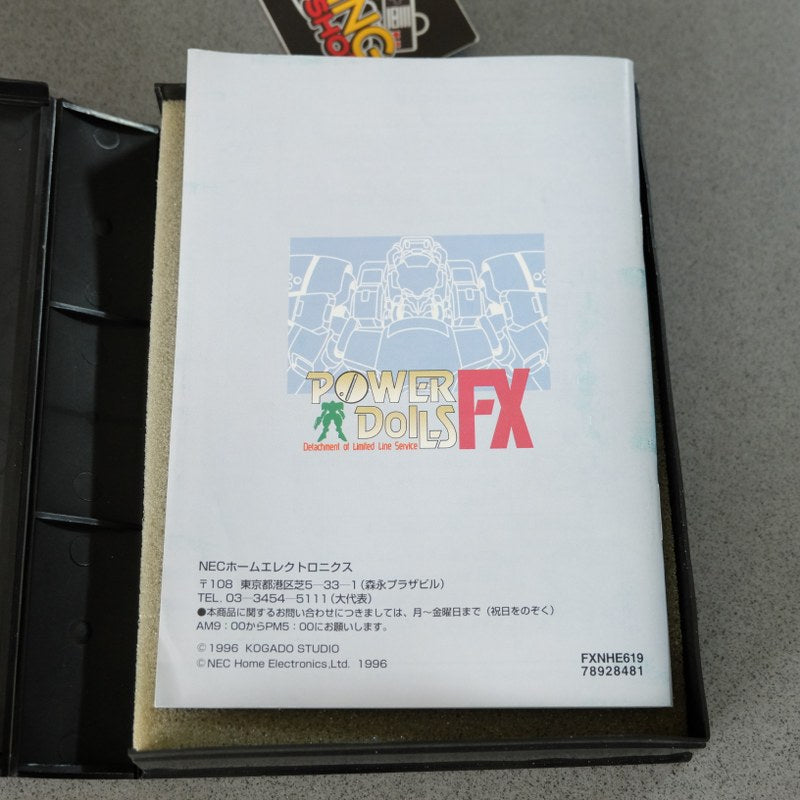 ING
SHO
POWER
DOLLS FX
Detachment of Limited Line Service
NECホームエレクトロニクス
〒108 東京都港区芝5—33—1(森永プラザビル)
TEL. 03—3454—5111(大代表)
●本商品に関するお問い合わせにつきましては、月〜金曜日まで(祝日をのぞく)
AM9:00からPM5:00にお願いします。
©1996 KOGADO STUDIO
©NEC Home Electronics,Ltd. 1996
FXNHE619
78928481